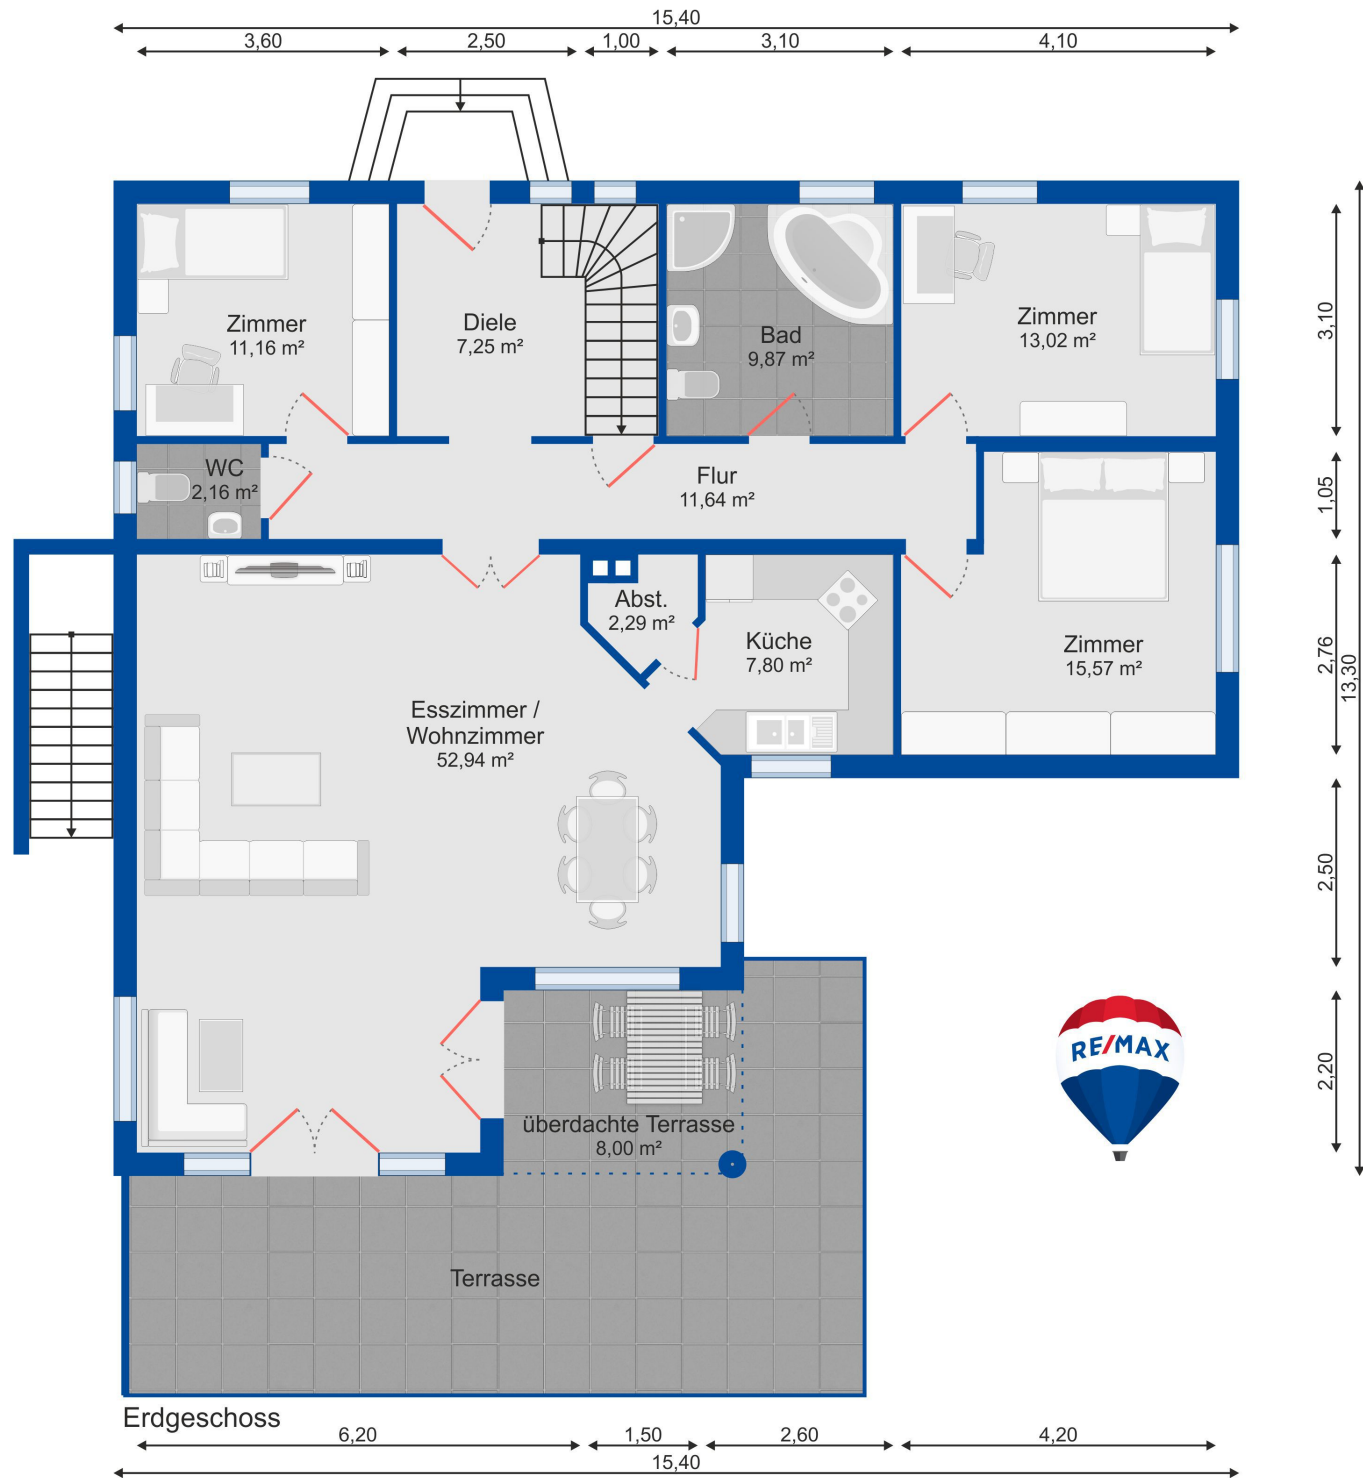 15,40
3,60 2,50 1,00 3,10 4,10
Zimmer
11,16 m²
Diele
7,25 m²
Bad
9,87 m²
Zimmer
13,02 m²
3,10
WC
2,16 m²
Flur
11,64 m²
1,05
Abst.
2,29 m²
Küche
7,80 m²
Zimmer
15,57 m²
2,76
13,30
Esszimmer /
Wohnzimmer
52,94 m²
2,50
RE/MAX
2,20
überdachte Terrasse
8,00 m²
Terrasse
Erdgeschoss
6,20 1,50 2,60 4,20
15,40